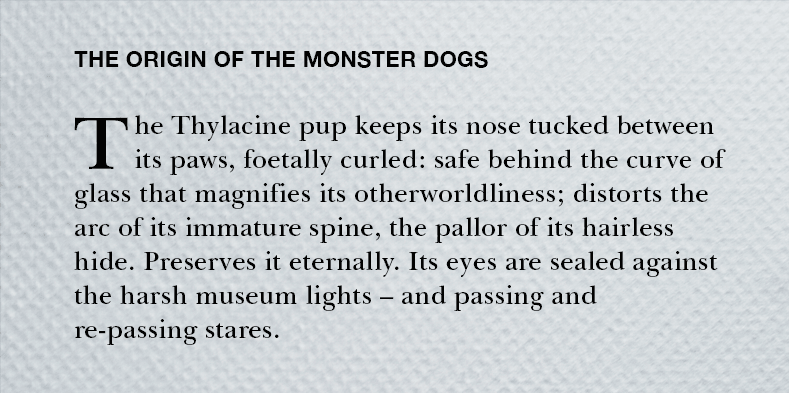 THE ORIGIN OF THE MONSTER DOGS
The Thylacine pup keeps its nose tucked between
its paws, foetally curled: safe behind the curve of
glass that magnifies its otherworldliness; distorts the
arc of its immature spine, the pallor of its hairless
hide. Preserves it eternally. Its eyes are sealed against
the harsh museum lights – and passing and
re-passing stares.